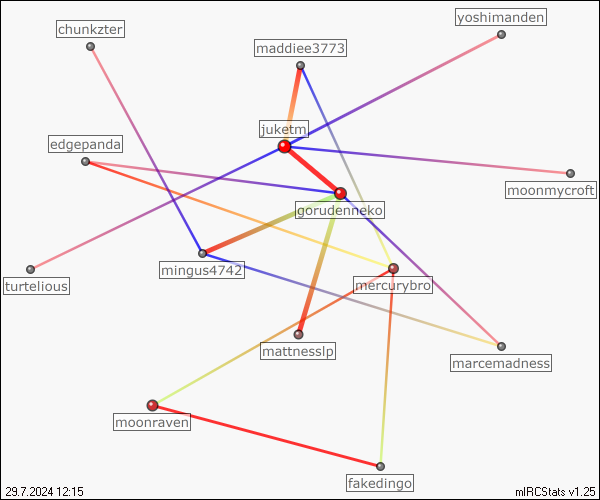 yoshimanden
chunkzter
maddiee3773
juketm
edgepanda
moonmycroft
gorudenneko
mingus4742
turtelious
mercurybro
mattnesslp
marcemadness
moonraven
fakedingo
29.7.2024 12:15
mIRCStats v1.25